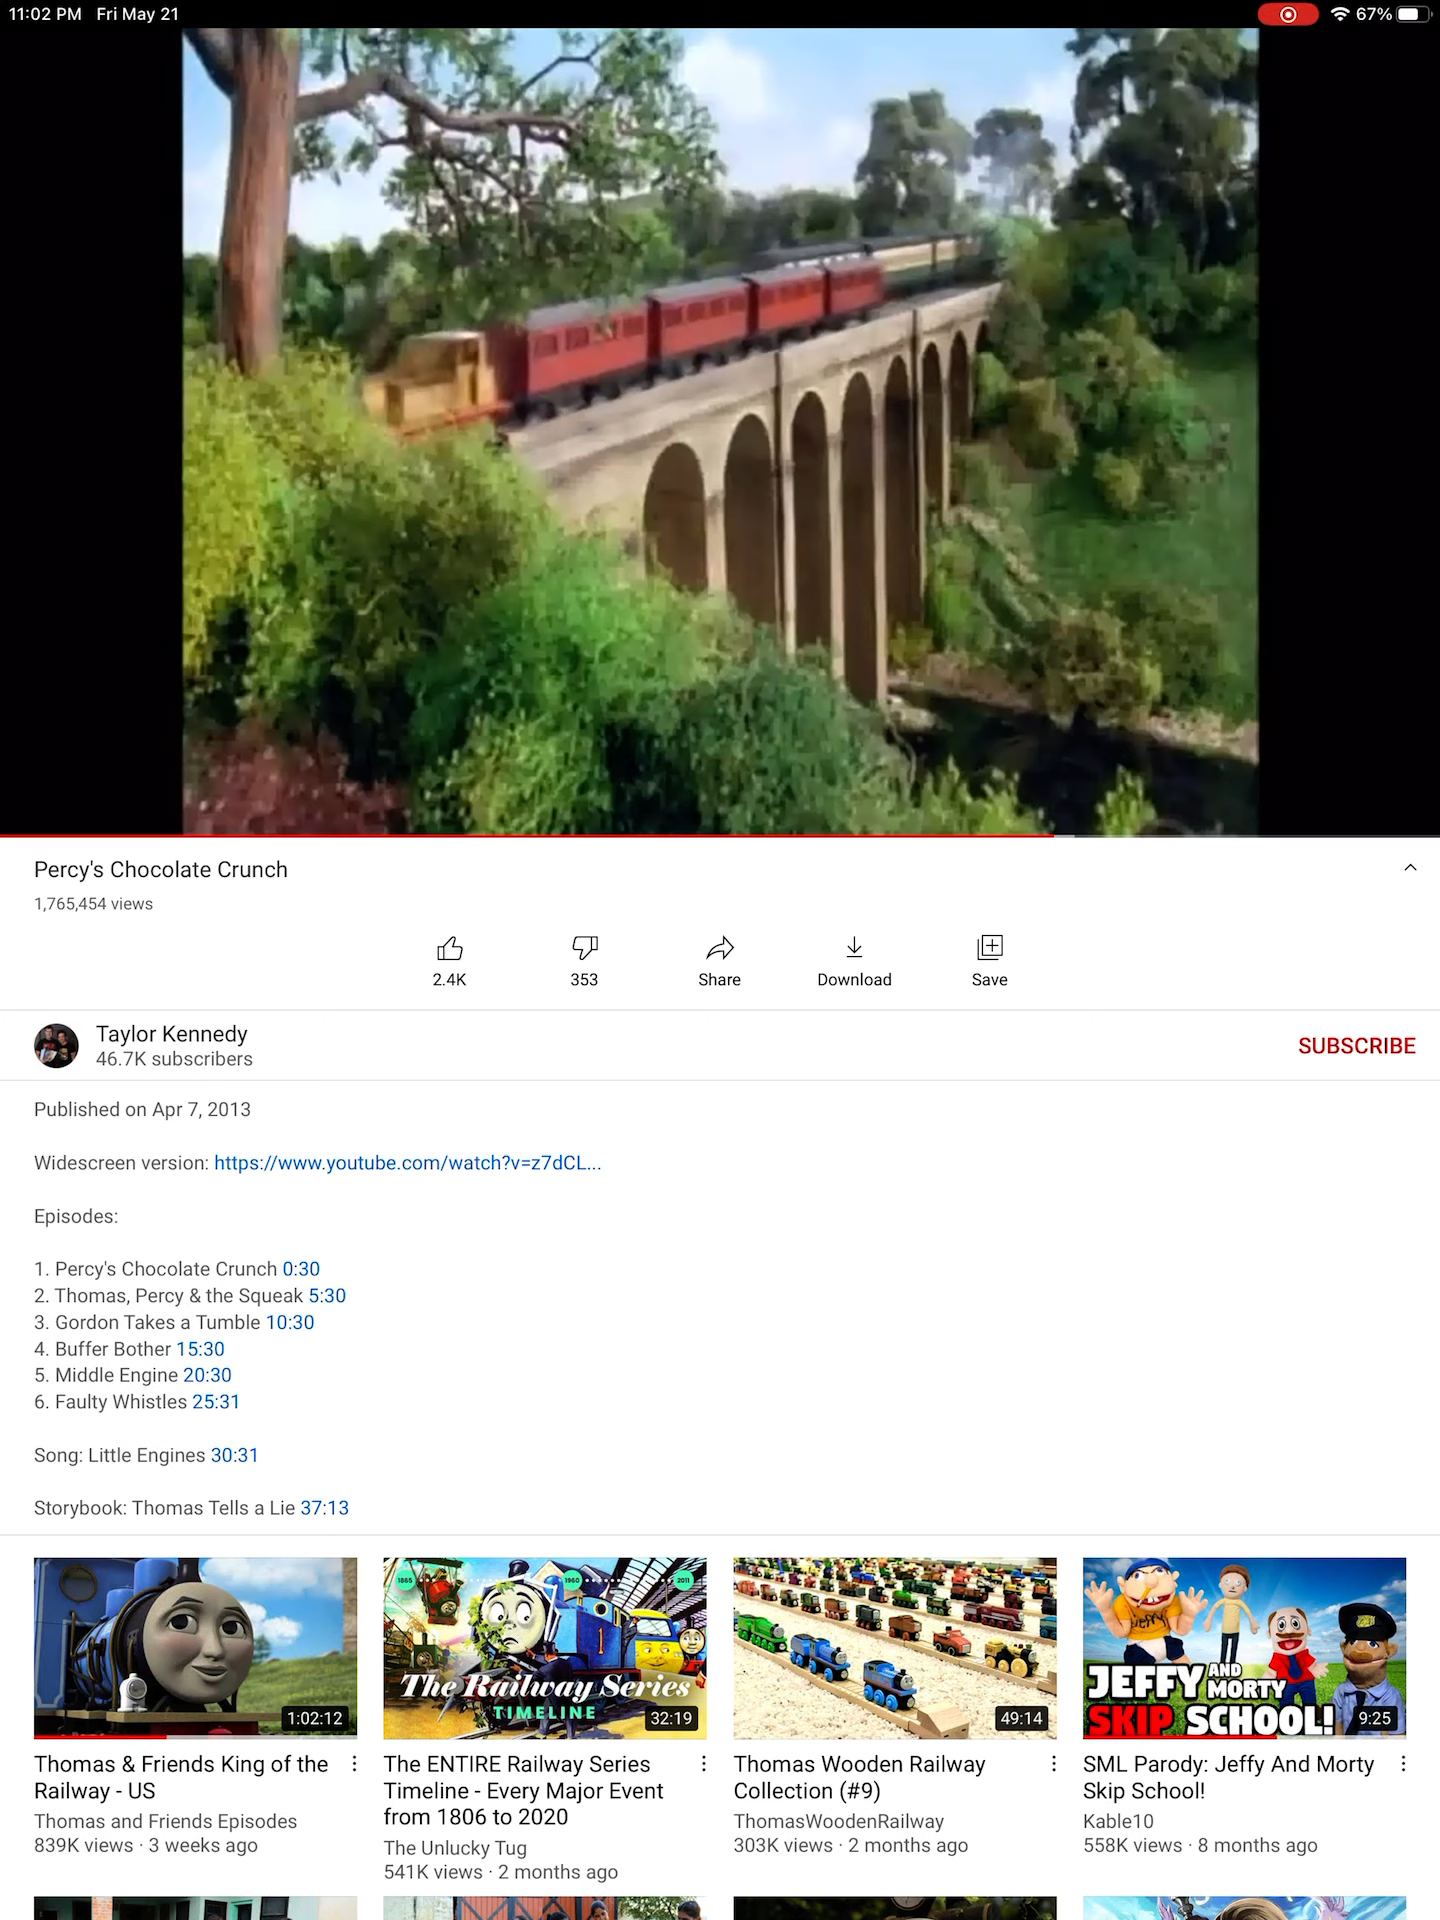 11:02 PM Fri May 21
67%
Percy's Chocolate Crunch
1,765,454 views
2.4K
353
Share
Download
Save
Taylor Kennedy
46.7K subscribers
SUBSCRIBE
Published on Apr 7, 2013
Widescreen version: https://www.youtube.com/watch?v=z7dCL...
Episodes:
1. Percy's Chocolate Crunch 0:30
2. Thomas, Percy & the Squeak 5:30
3. Gordon Takes a Tumble 10:30
4. Buffer Bother 15:30
5. Middle Engine 20:30
6. Faulty Whistles 25:31
Song: Little Engines 30:31
Storybook: Thomas Tells a Lie 37:13
1:02:12
Thomas & Friends King of the
Railway - US
Thomas and Friends Episodes
839K views · 3 weeks ago
1865
1960
2011
1
The Railway Series
TIMELINE
32:19
The ENTIRE Railway Series
Timeline - Every Major Event
from 1806 to 2020
The Unlucky Tug
541K views · 2 months ago
49:14
Thomas Wooden Railway
Collection (#9)
ThomasWoodenRailway
303K views · 2 months ago
Jeffy
JEFFY AND
MORTY
SKIP SCHOOL!
9:25
SML Parody: Jeffy And Morty
Skip School!
Kable10
558K views · 8 months ago